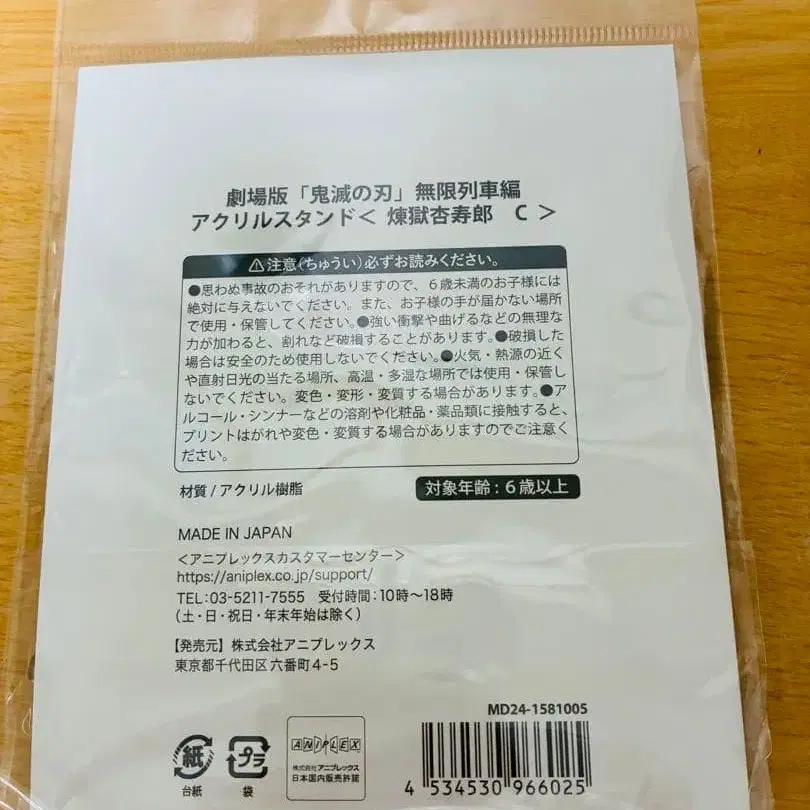 劇場版「鬼滅の刃」無限列車編
アクリルスタンド＜ 煉獄杏寿郎　C ＞
⚠注意(ちゅうい)必ずお読みください。
●思わぬ事故のおそれがありますので、６歳未満のお子様には
絶対に与えないでください。また、お子様の手が届かない場所
で使用・保管してください。●強い衝撃や曲げるなどの無理な
力が加わると、割れなど破損することがあります。●破損した
場合は安全のため使用しないでください。●火気・熱源の近く
や直射日光の当たる場所、高温・多湿な場所では使用・保管し
ないでください。変色・変形・変質する場合があります。●ア
ルコール・シンナーなどの溶剤や化粧品・薬品類に接触すると、
プリントはがれや変色・変質する場合がありますのでご注意く
ださい。
材質 / アクリル樹脂
対象年齢：６歳以上
MADE IN JAPAN
＜アニプレックスカスタマーセンター＞
https://aniplex.co.jp/support/
TEL：03-5211-7555　受付時間：10時〜18時
（土・日・祝日・年末年始は除く）
【発売元】株式会社アニプレックス
東京都千代田区六番町4-5
MD24-1581005
紙
台紙
プラ
袋
ANIPLEX
株式会社アニプレックス
日本国内販売許諾
4 534530 966025